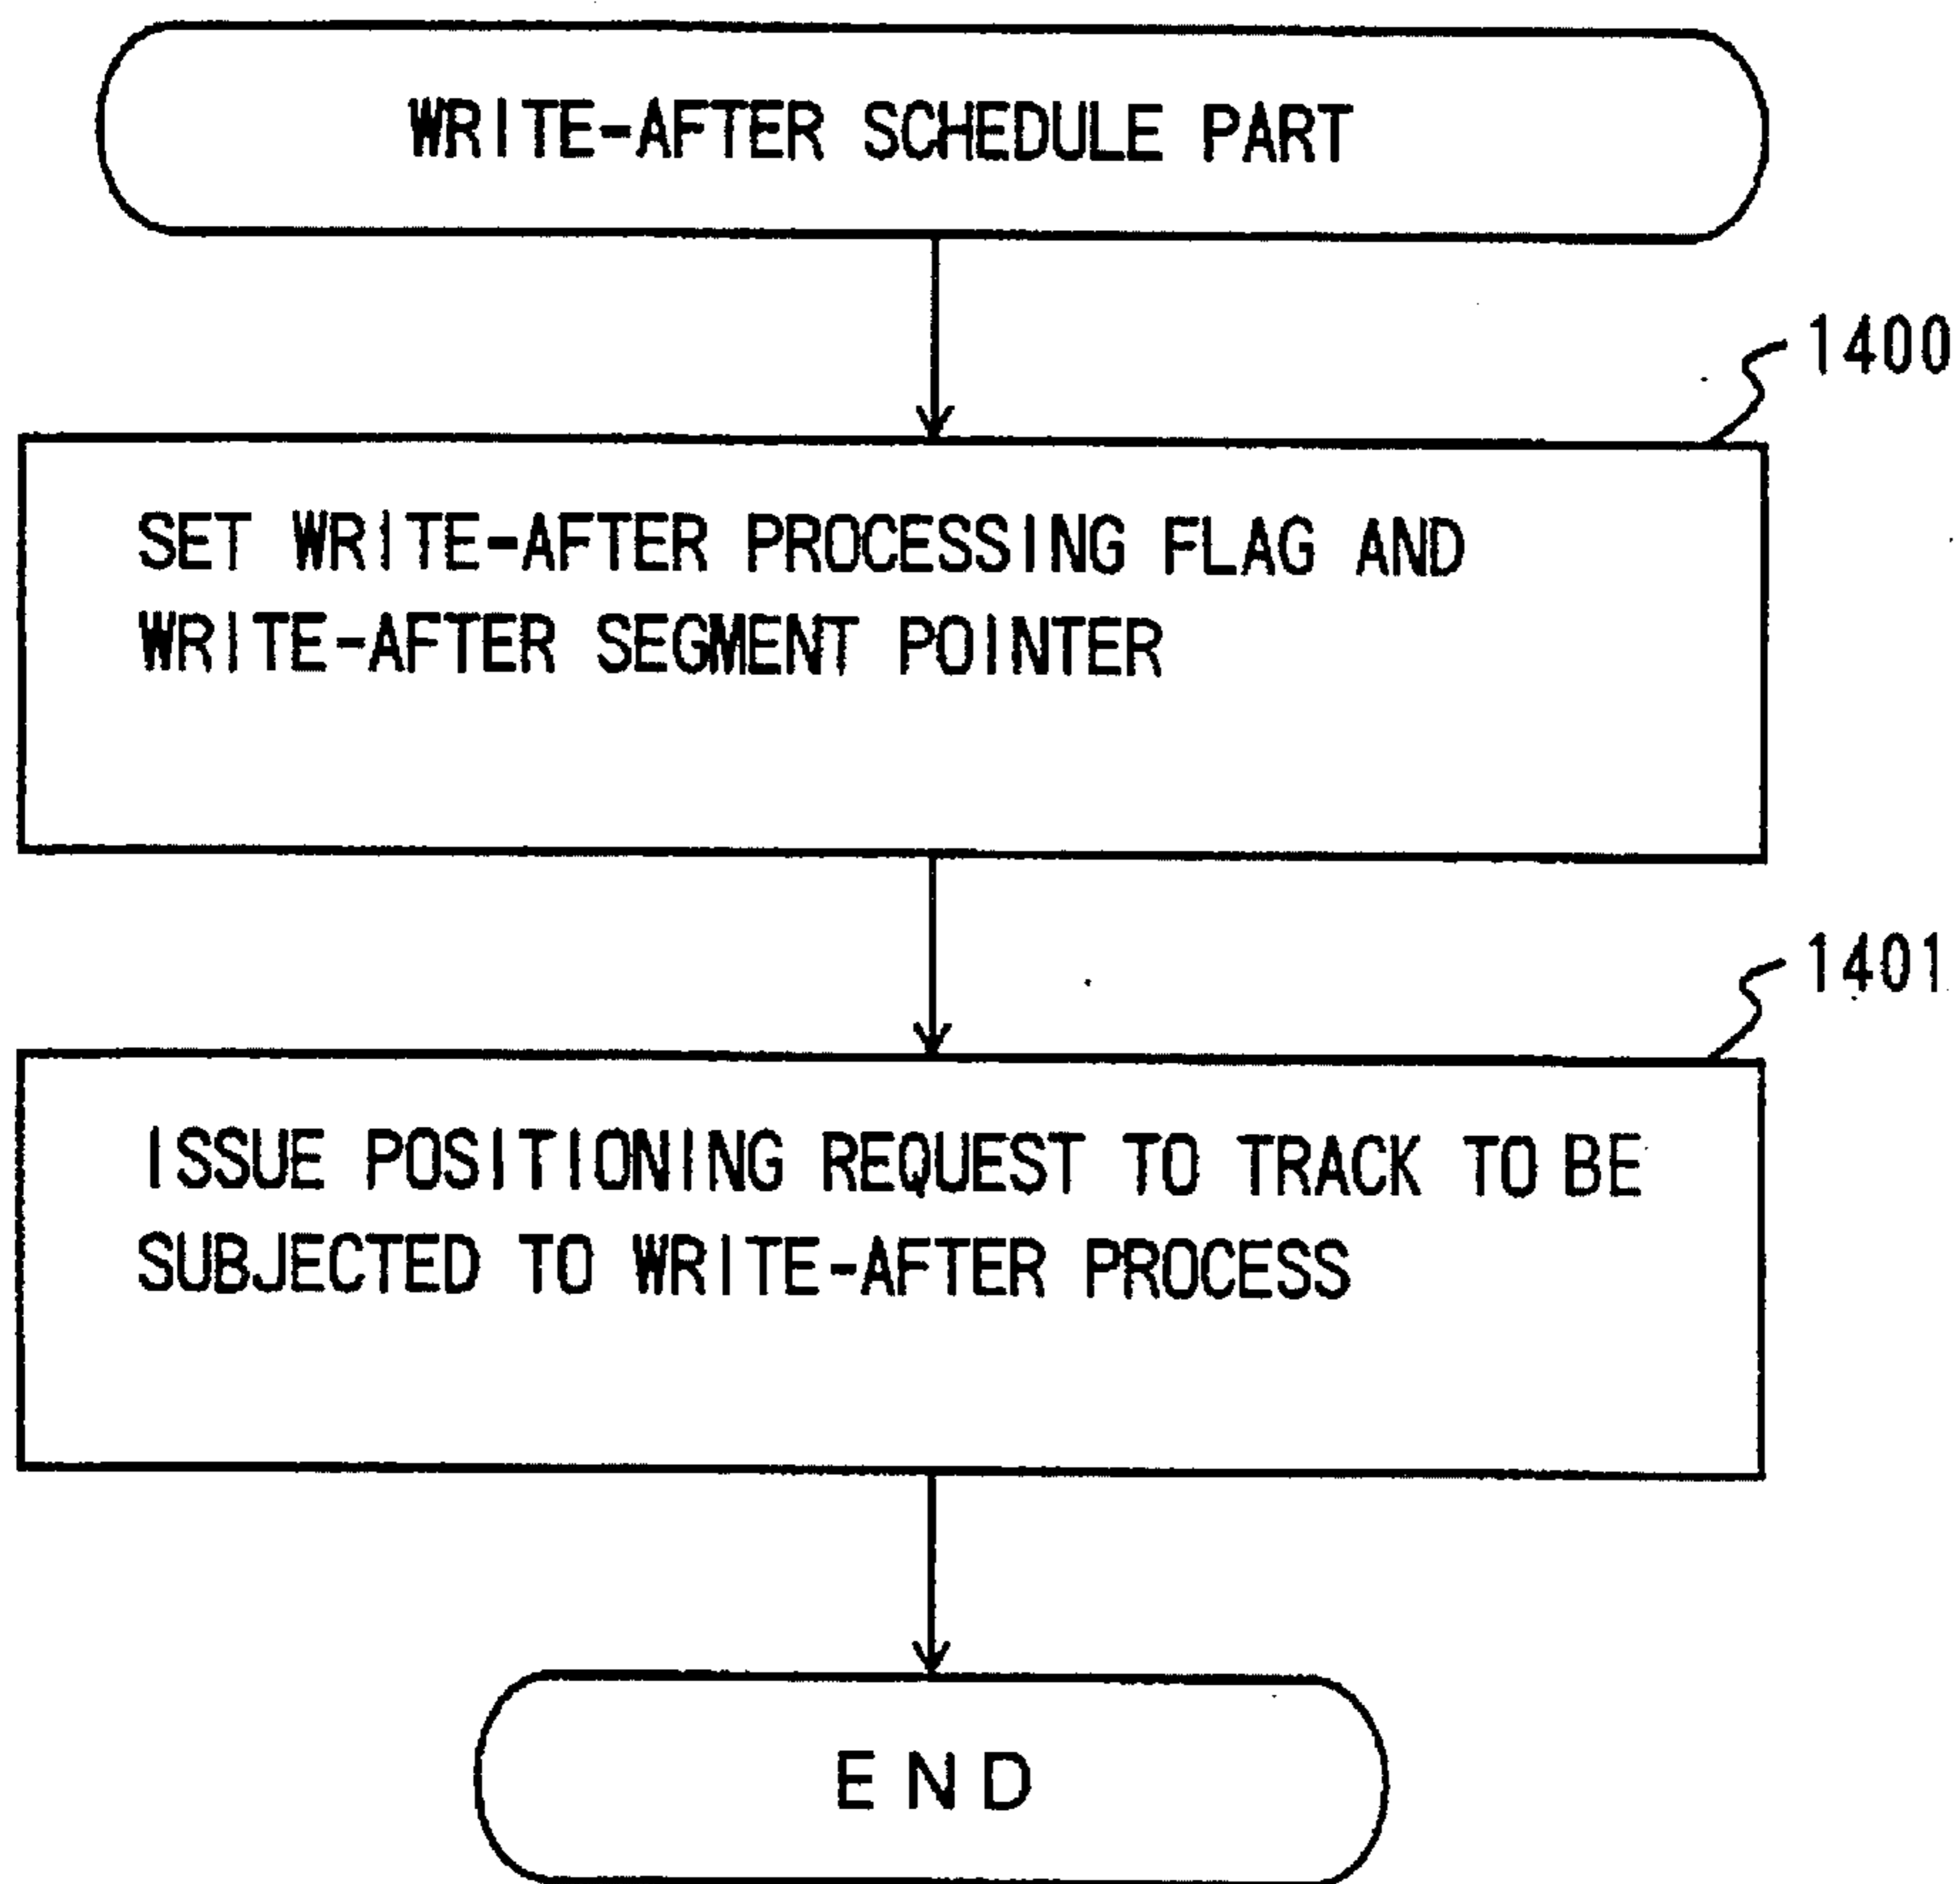 WRITE-AFTER SCHEDULE PART
1400
SET WRITE-AFTER PROCESSING FLAG AND
WRITE-AFTER SEGMENT POINTER
1401
ISSUE POSITIONING REQUEST TO TRACK TO BE
SUBJECTED TO WRITE-AFTER PROCESS
END